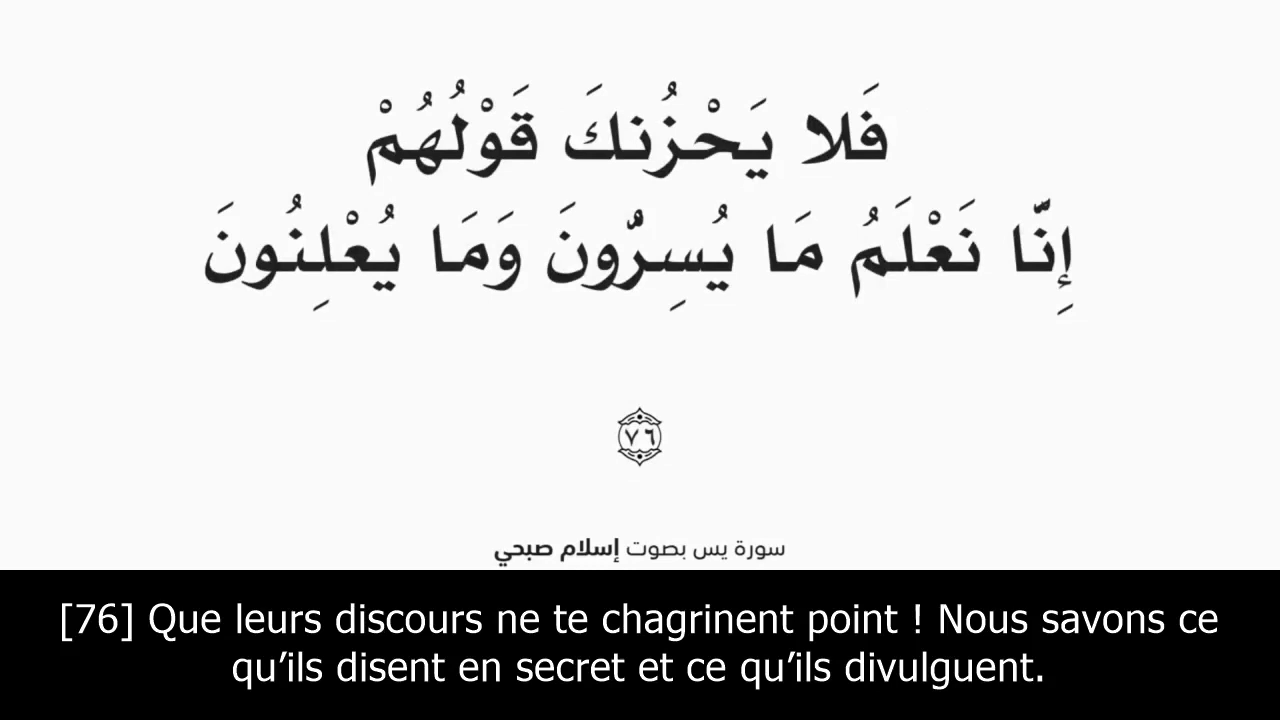 فَلا يَحْزُنكَ قَوْلُهُمْ
إِنّا نَعْلَمُ مَا يُسِرُّونَ وَمَا يُعْلِنُونَ
٧٦
سورة يس بصوت إسلام صبحي
[76] Que leurs discours ne te chagrinent point ! Nous savons ce
qu’ils disent en secret et ce qu’ils divulguent.